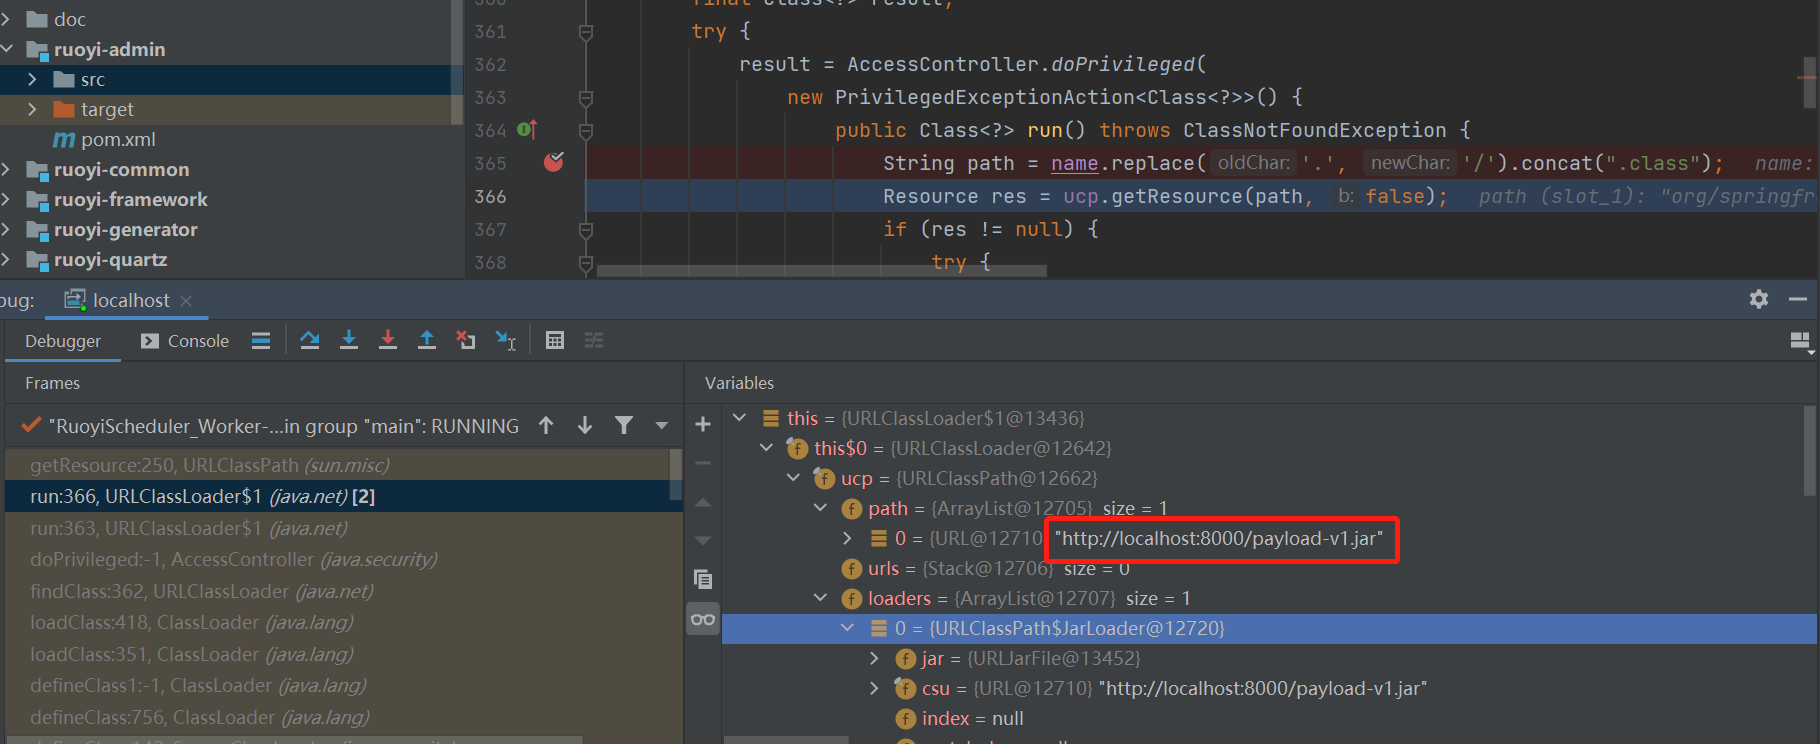 doc
ruoyi-admin
src
target
pom.xml
ruoyi-common
ruoyi-framework
ruoyi-generator
ruoyi-quartz
361 try {
362 result = AccessController.doPrivileged(
363 new PrivilegedExceptionAction<Class<?>>() {
364 public Class<?> run() throws ClassNotFoundException {
365 String path = name.replace( oldChar: '.', newChar: '/').concat(".class"); name:
366 Resource res = ucp.getResource(path, b: false); path (slot_1): "org/springfr
367 if (res != null) {
368 try {
bug: localhost
Debugger Console
Frames
"RuoyiScheduler_Worker-...in group "main": RUNNING
getResource:250, URLClassPath (sun.misc)
run:366, URLClassLoader$1 (java.net) [2]
run:363, URLClassLoader$1 (java.net)
doPrivileged:-1, AccessController (java.security)
findClass:362, URLClassLoader (java.net)
loadClass:418, ClassLoader (java.lang)
loadClass:351, ClassLoader (java.lang)
defineClass1:-1, ClassLoader (java.lang)
defineClass:756, ClassLoader (java.lang)
Variables
this = {URLClassLoader$1@13436}
this$0 = {URLClassLoader@12642}
ucp = {URLClassPath@12662}
path = {ArrayList@12705} size = 1
0 = {URL@12710 "http://localhost:8000/payload-v1.jar"
urls = {Stack@12706} size = 0
loaders = {ArrayList@12707} size = 1
0 = {URLClassPath$JarLoader@12720}
jar = {URLJarFile@13452}
csu = {URL@12710} "http://localhost:8000/payload-v1.jar"
index = null